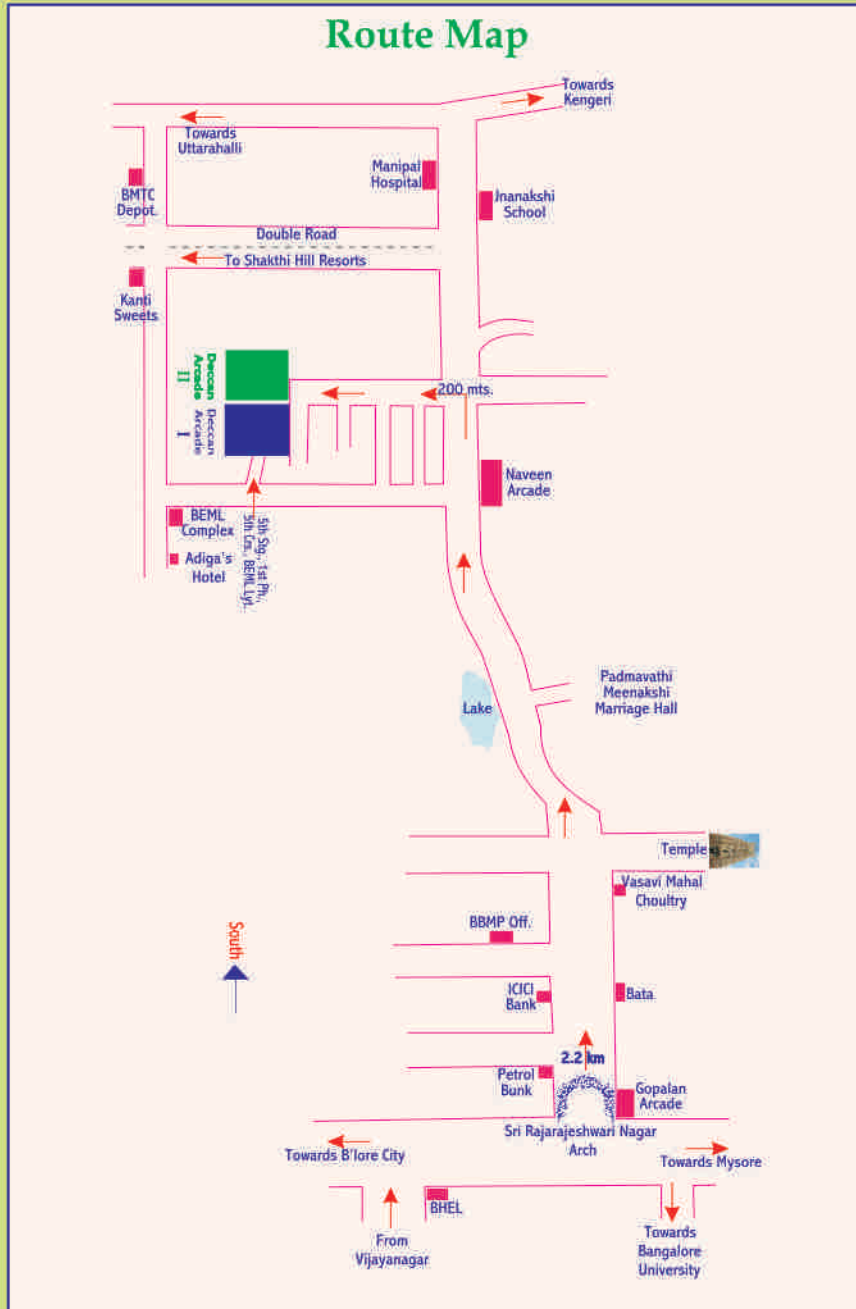 Route Map
Towards
Kengeri
Towards
Uttarahalli
Manipal
Hospital
BMTC
Depot.
Jnanakshi
School
Double Road
To Shakthi Hill Resorts
Kanti
Sweets
Deccan
Arcade
II
200 mts.
Deccan
Arcade
I
Naveen
Arcade
BEML
Complex
Adiga's
Hotel
5th Stg., 1st Ph.,
5th Crs., BEML Lyt.
Padmavathi
Meenakshi
Marriage Hall
Lake
Temple
Vasavi Mahal
Choultry
BBMP Off.
South
ICICI
Bank
Bata
2.2 km
Petrol
Bunk
Gopalan
Arcade
Sri Rajarajeshwari Nagar
Arch
Towards B'lore City
Towards Mysore
BHEL
From
Vijayanagar
Towards
Bangalore
University